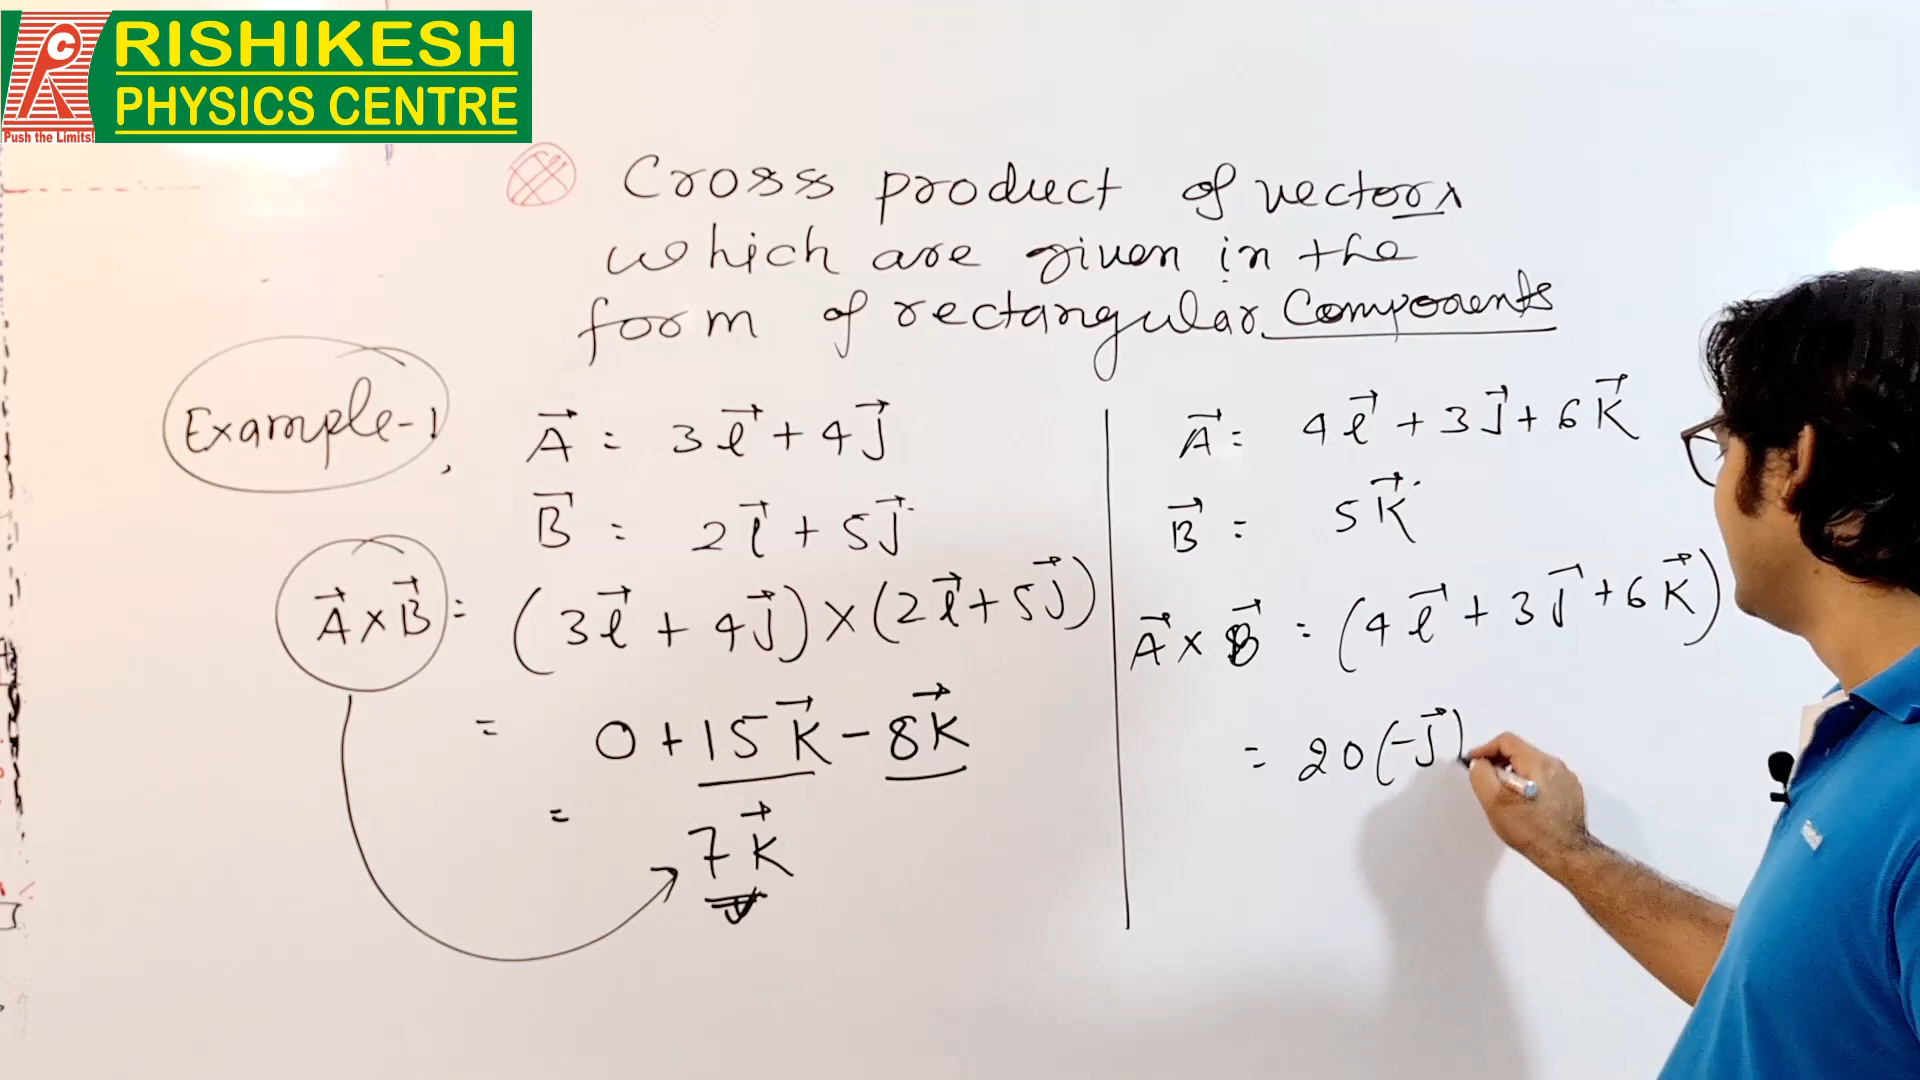 RISHIKESH
PHYSICS CENTRE
Push the Limits!
Cross product of vectors
which are given in the
form of rectangular components
Example-1,
A⃗ = 3i⃗ + 4j⃗
B⃗ = 2i⃗ + 5j⃗
A⃗ × B⃗ = (3i⃗ + 4j⃗) × (2i⃗ + 5j⃗)
= 0 + 15k⃗ - 8k⃗
= 7k⃗
A⃗ = 4i⃗ + 3j⃗ + 6k⃗
B⃗ = 5k⃗
A⃗ × B⃗ = (4i⃗ + 3j⃗ + 6k⃗)
= 20(-j⃗)